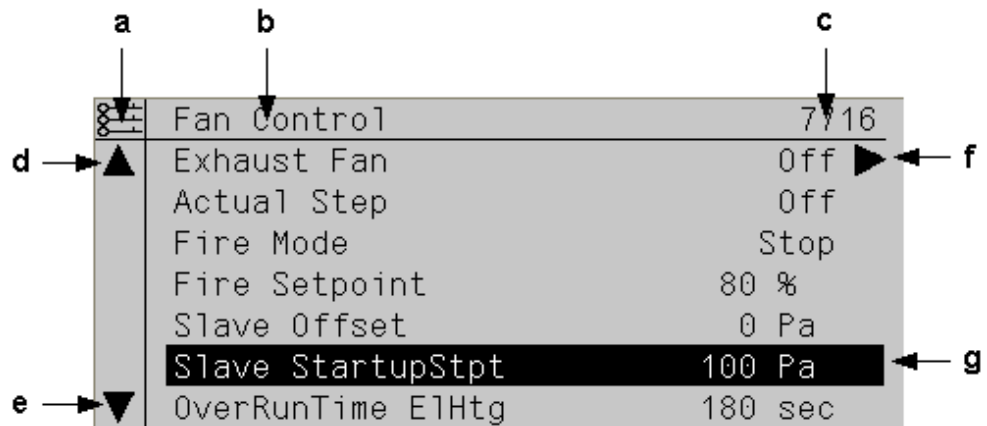 a b c
Fan Control 7/16
d Exhaust Fan Off f
Actual Step Off
Fire Mode Stop
Fire Setpoint 80 %
Slave Offset 0 Pa
Slave StartupStpt 100 Pa g
e OverRunTime ElHtg 180 sec